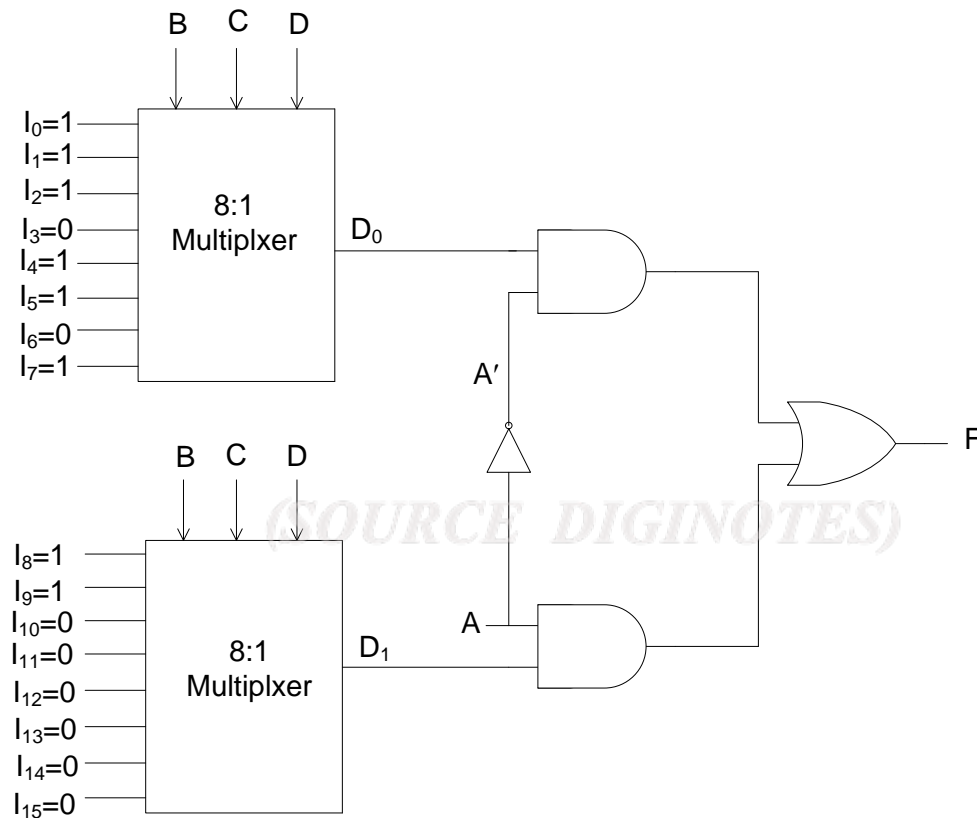 B C D
I₀=1
I₁=1
I₂=1
I₃=0
I₄=1
I₅=1
I₆=0
I₇=1
8:1
Multiplxer
D₀
A′
F
B C D
(SOURCE DIGINOTES)
I₈=1
I₉=1
I₁₀=0
I₁₁=0
I₁₂=0
I₁₃=0
I₁₄=0
I₁₅=0
8:1
Multiplxer
D₁
A